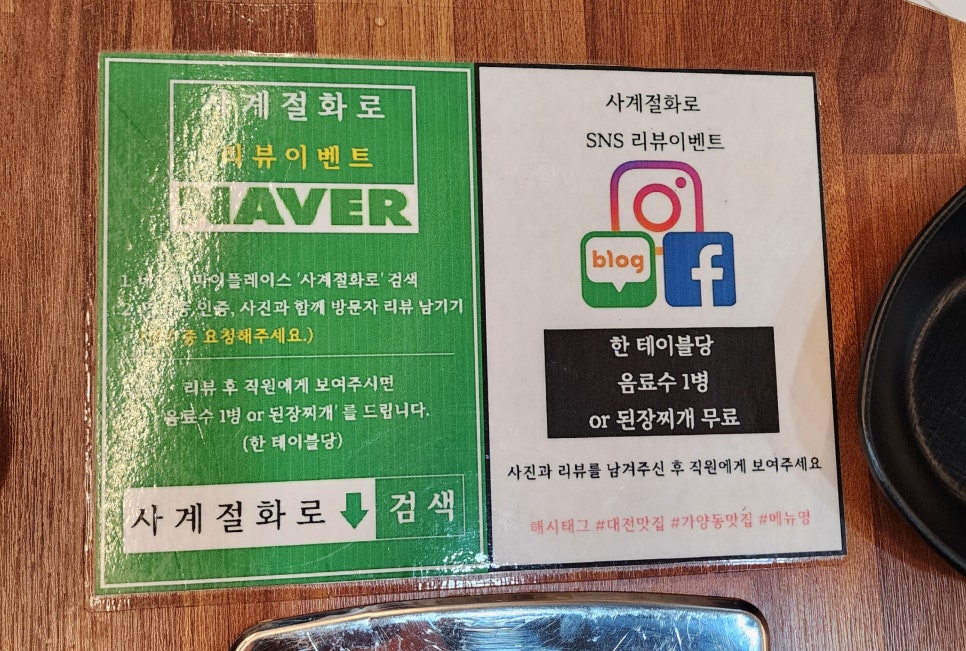 사계절화로
리뷰이벤트
NAVER
1. 마이플레이스 '사계절화로' 검색
2. 인증, 사진과 함께 방문자 리뷰 남기기
요청해주세요.)
리뷰 후 직원에게 보여주시면
'음료수 1병 or 된장찌개' 를 드립니다.
(한 테이블당)
사계절화로 검색
사계절화로
SNS 리뷰이벤트
blog
한 테이블당
음료수 1병
or 된장찌개 무료
사진과 리뷰를 남겨주신 후 직원에게 보여주세요
해시태그 #대전맛집 #가양동맛집 #메뉴명